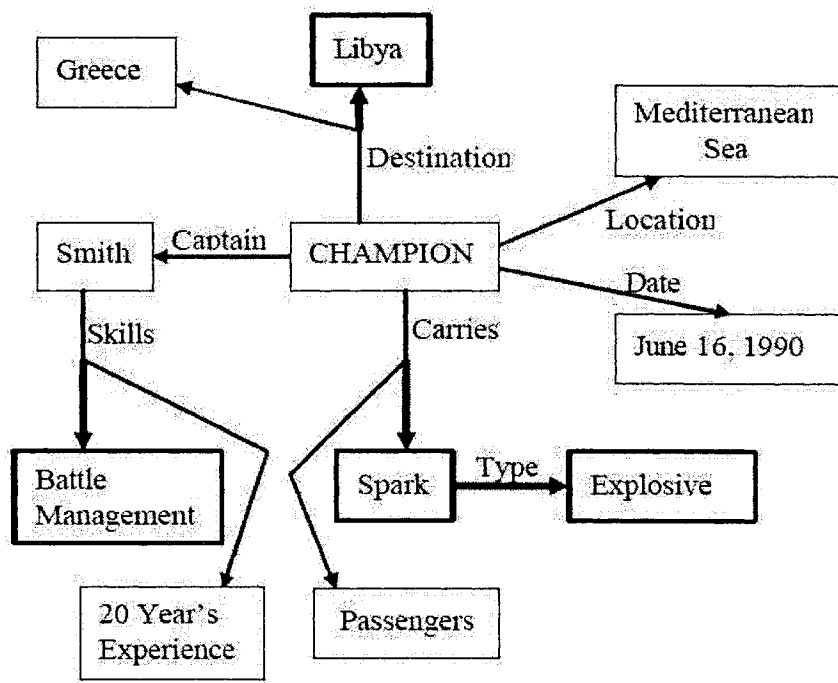 Libya
Greece
Mediterranean
Sea
Destination
Location
Smith
Captain
CHAMPION
Date
Skills
Carries
June 16, 1990
Battle
Management
Spark
Type
Explosive
20 Year's
Experience
Passengers